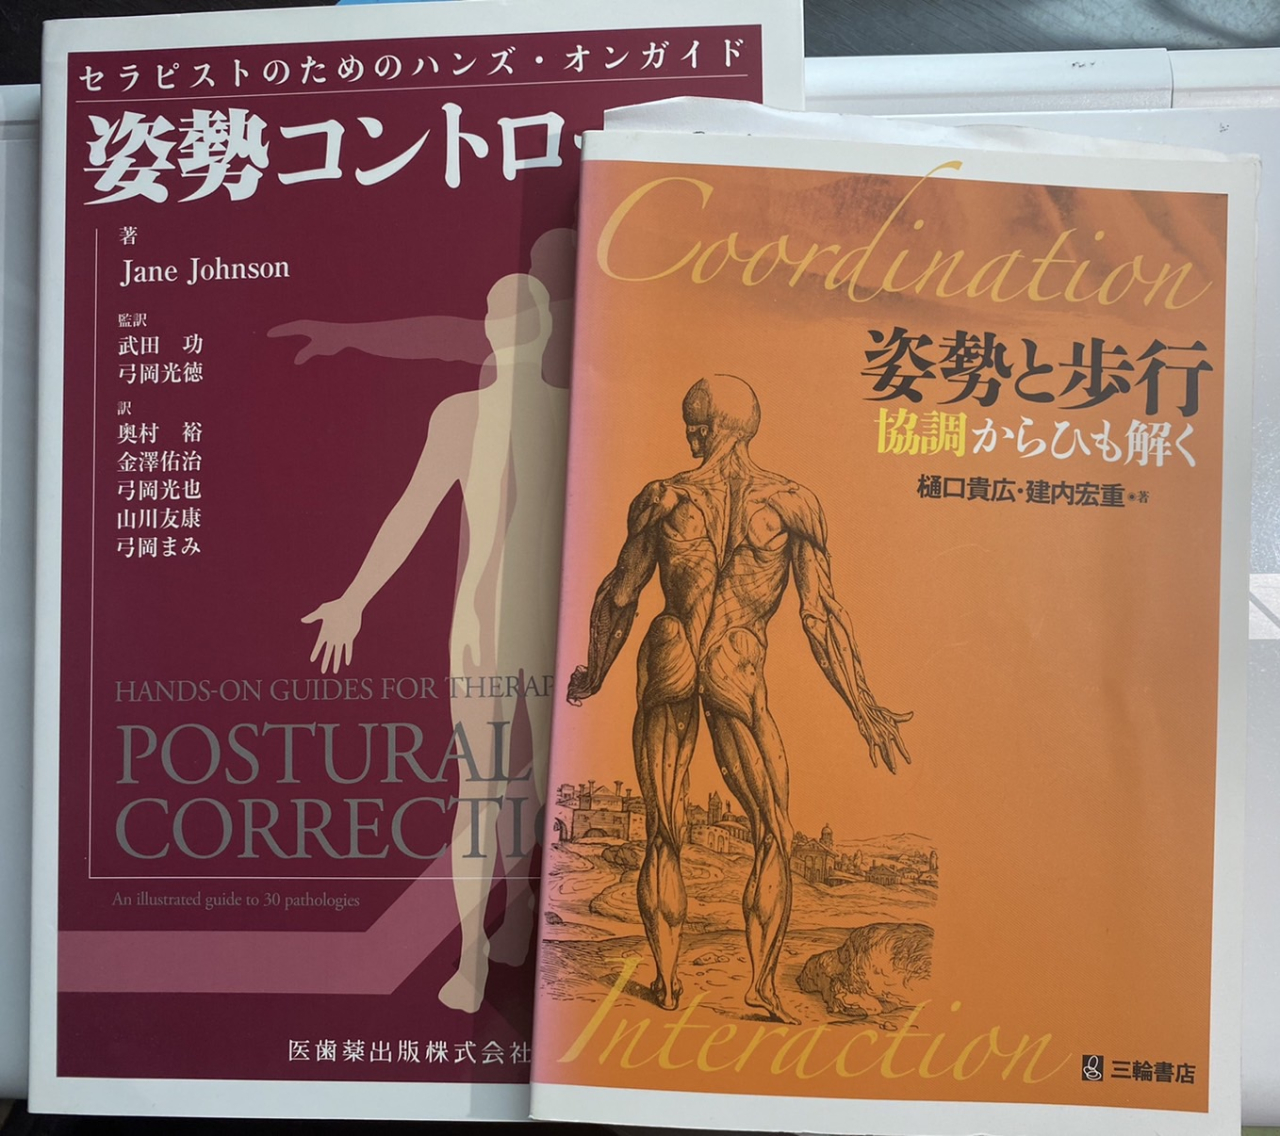 セラピストのためのハンズ・オンガイド
姿勢コントロー
著
Jane Johnson
監訳
武田 功
弓岡光徳
訳
奥村 裕
金澤佑治
弓岡光也
山川友康
弓岡まみ
HANDS-ON GUIDES FOR THERAP
POSTURAL
CORRECTI
An illustrated guide to 30 pathologies
医歯薬出版株式会社
Coordination
姿勢と歩行
協調からひも解く
樋口貴広・建内宏重◉著
Interaction
三輪書店